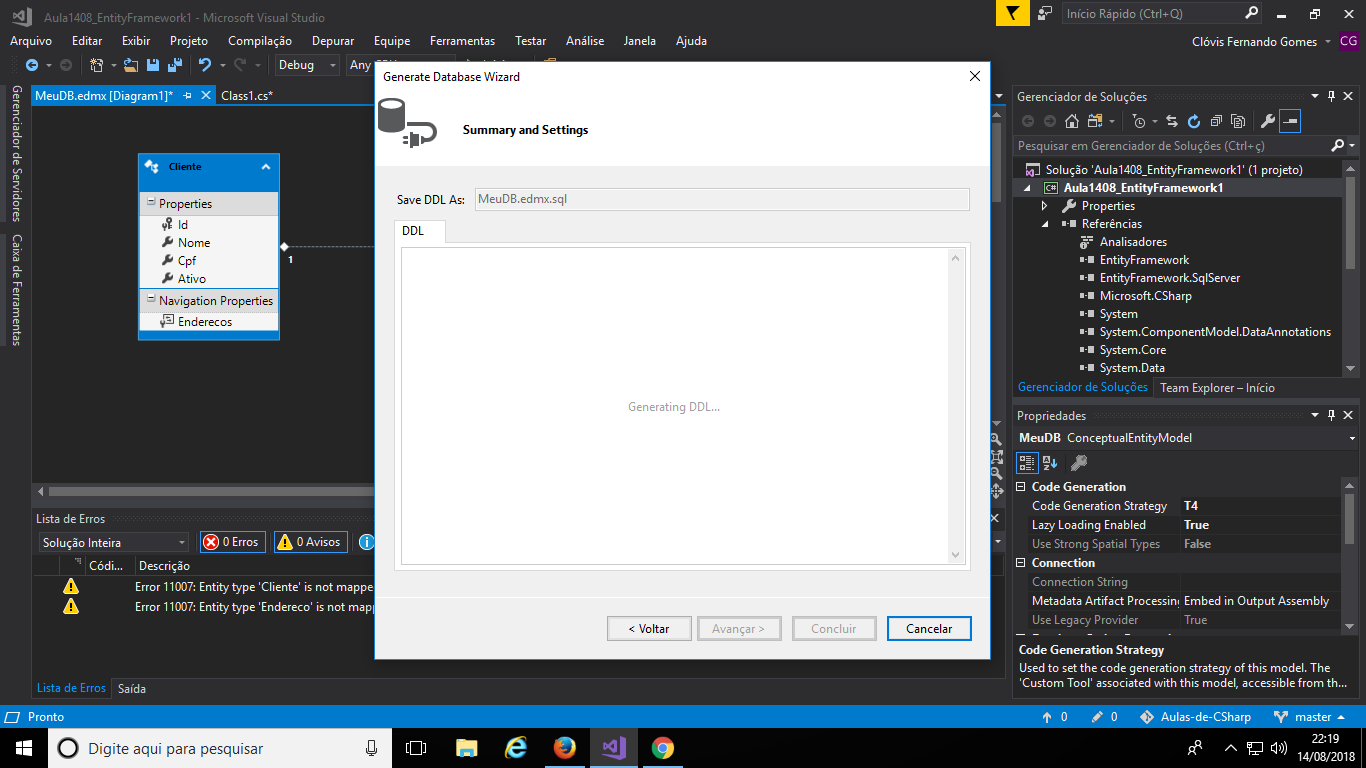 Aula1408_EntityFramework1 - Microsoft Visual Studio
Início Rápido (Ctrl+Q)
Arquivo Editar Exibir Projeto Compilação Depurar Equipe Ferramentas Testar Análise Janela Ajuda
Clóvis Fernando Gomes CG
Debug Any
MeuDB.edmx [Diagram1]* Class1.cs*
Gerenciador de Servidores
Caixa de Ferramentas
Cliente
Properties
Id
Nome
Cpf
Ativo
Navigation Properties
Enderecos
1
Generate Database Wizard
Summary and Settings
Save DDL As: MeuDB.edmx.sql
DDL
Generating DDL...
< Voltar Avançar > Concluir Cancelar
Lista de Erros
Solução Inteira 0 Erros 0 Avisos
Códi... Descrição
Error 11007: Entity type 'Cliente' is not mappe
Error 11007: Entity type 'Endereco' is not mapp
Lista de Erros Saída
Gerenciador de Soluções
Pesquisar em Gerenciador de Soluções (Ctrl+ç)
Solução 'Aula1408_EntityFramework1' (1 projeto)
C# Aula1408_EntityFramework1
Properties
Referências
Analisadores
EntityFramework
EntityFramework.SqlServer
Microsoft.CSharp
System
System.ComponentModel.DataAnnotations
System.Core
System.Data
Gerenciador de Soluções Team Explorer – Início
Propriedades
MeuDB ConceptualEntityModel
Code Generation
Code Generation Strategy T4
Lazy Loading Enabled True
Use Strong Spatial Types False
Connection
Connection String
Metadata Artifact Processing Embed in Output Assembly
Use Legacy Provider True
Code Generation Strategy
Used to set the code generation strategy of this model. The
'Custom Tool' associated with this model, accessible from th...
Pronto 0 0 Aulas-de-CSharp master
Digite aqui para pesquisar
22:19
14/08/2018